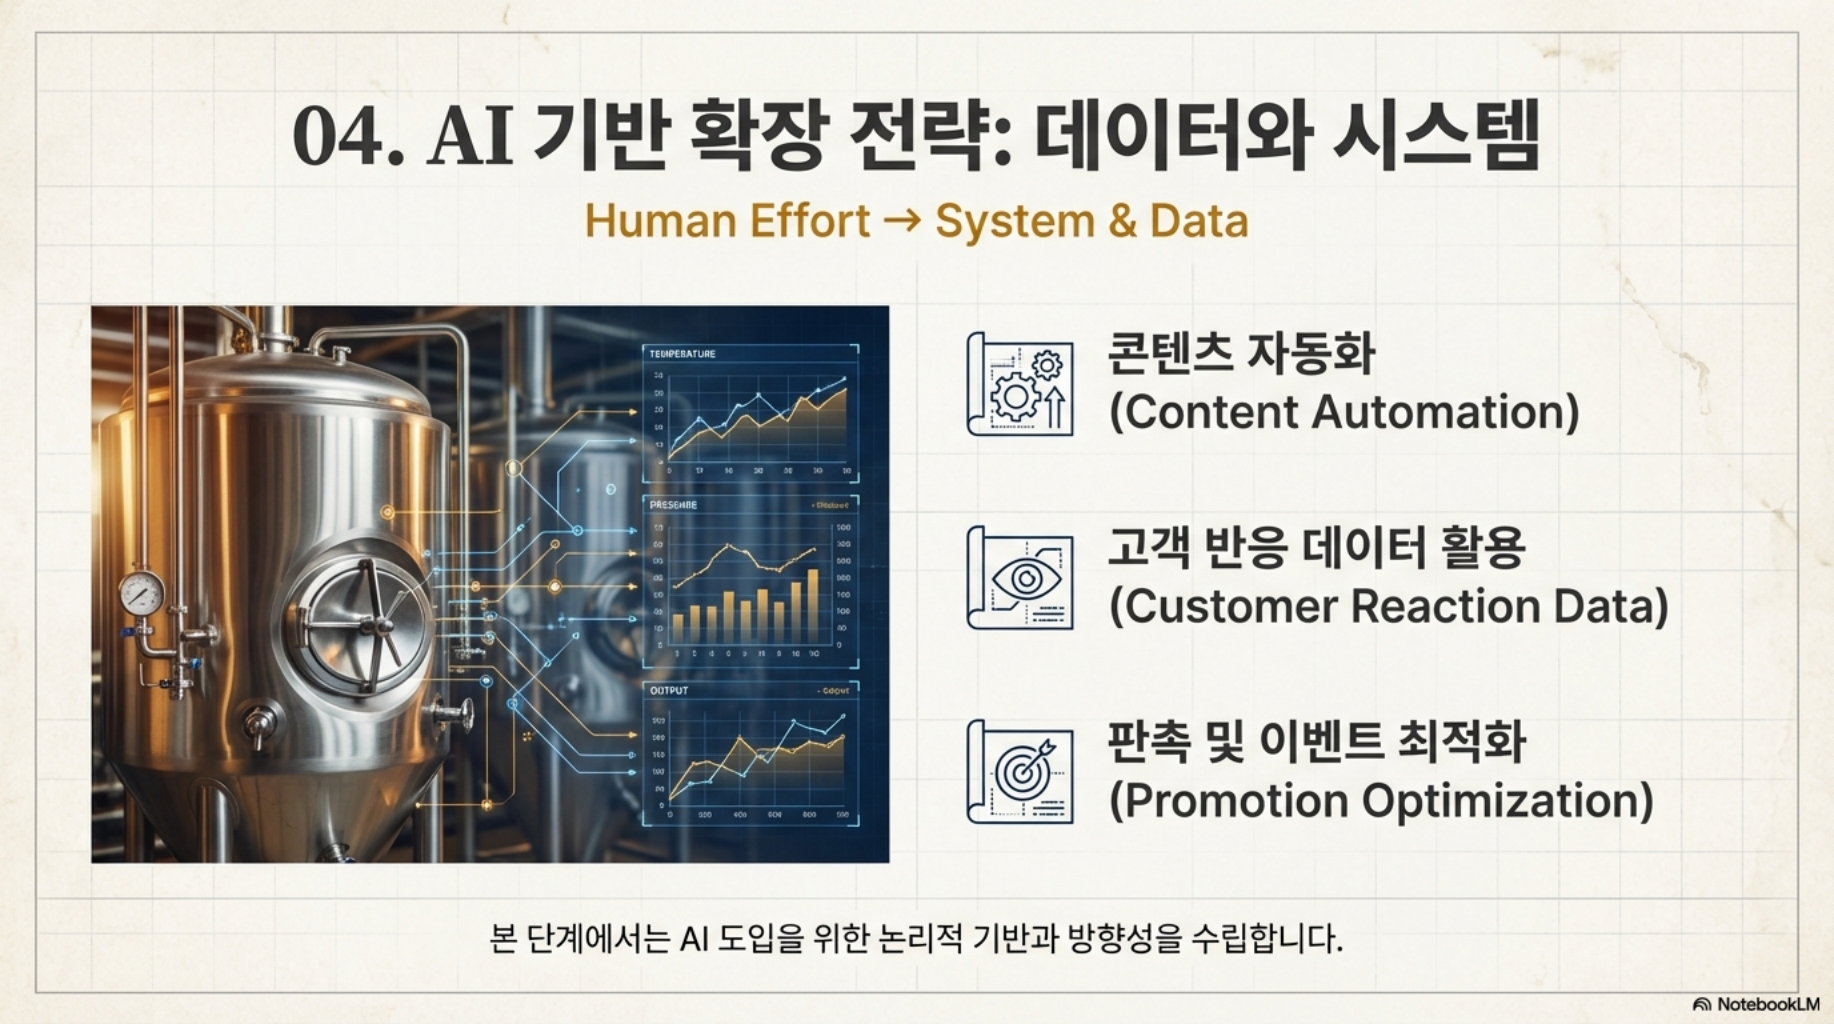 04. AI 기반 확장 전략: 데이터와 시스템
Human Effort → System & Data
TEMPERATURE
OUTPUT
콘텐츠 자동화
(Content Automation)
고객 반응 데이터 활용
(Customer Reaction Data)
판촉 및 이벤트 최적화
(Promotion Optimization)
본 단계에서는 AI 도입을 위한 논리적 기반과 방향성을 수립합니다.
NotebookLM